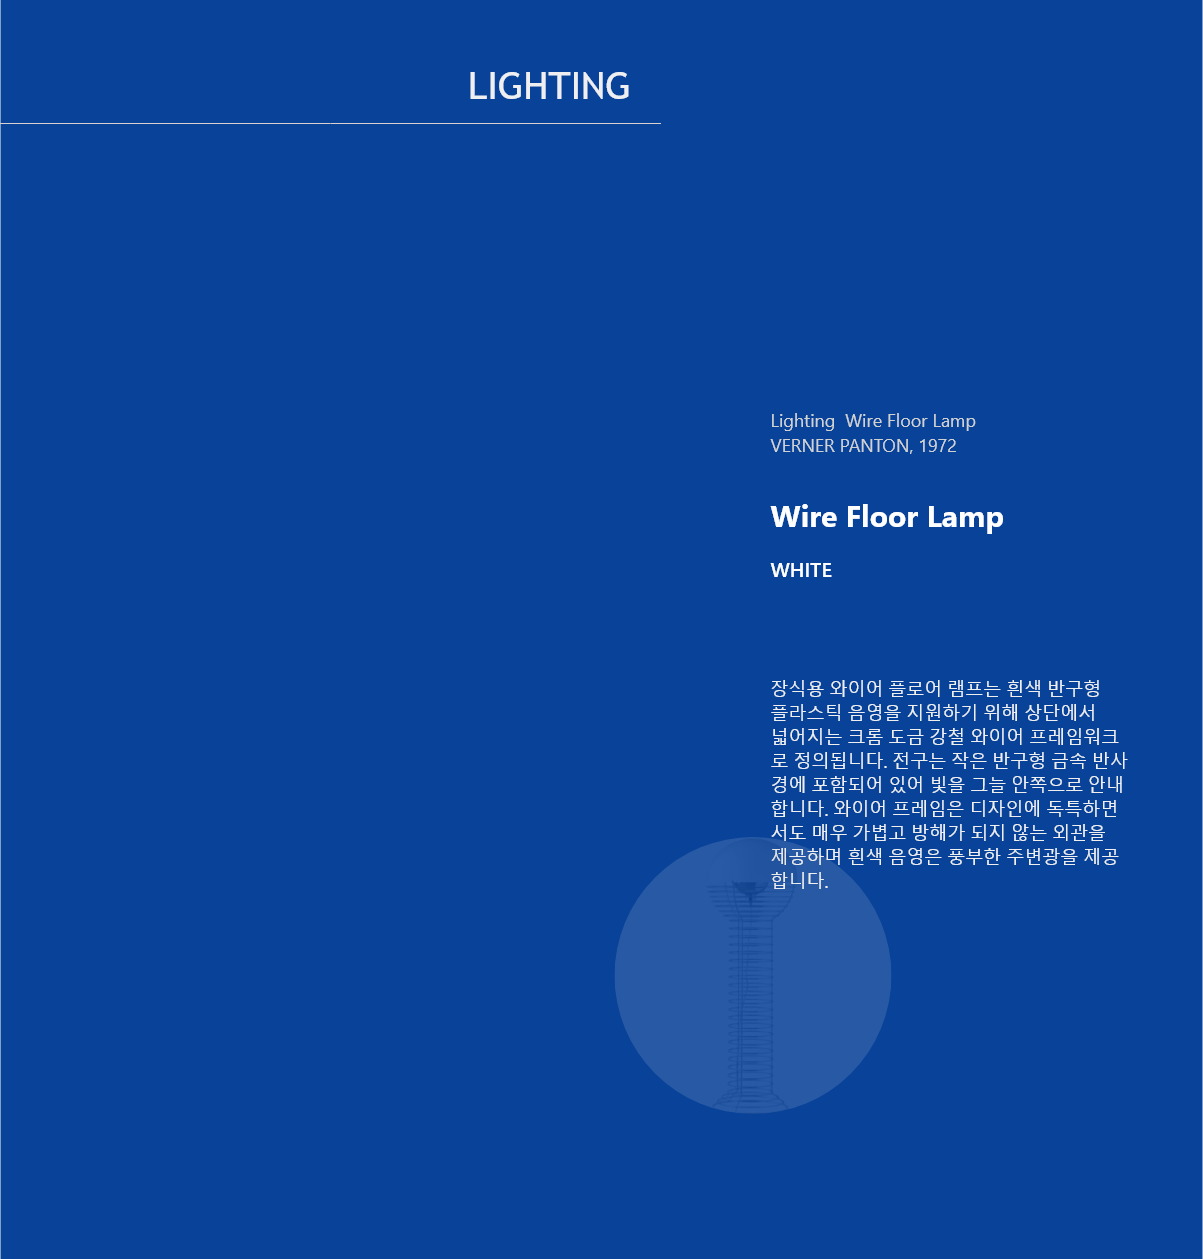 LIGHTING
Lighting  Wire Floor Lamp
VERNER PANTON, 1972
Wire Floor Lamp
WHITE
장식용 와이어 플로어 램프는 흰색 반구형
플라스틱 음영을 지원하기 위해 상단에서
넓어지는 크롬 도금 강철 와이어 프레임워크
로 정의됩니다. 전구는 작은 반구형 금속 반사
경에 포함되어 있어 빛을 그늘 안쪽으로 안내
합니다. 와이어 프레임은 디자인에 독특하면
서도 매우 가볍고 방해가 되지 않는 외관을
제공하며 흰색 음영은 풍부한 주변광을 제공
합니다.